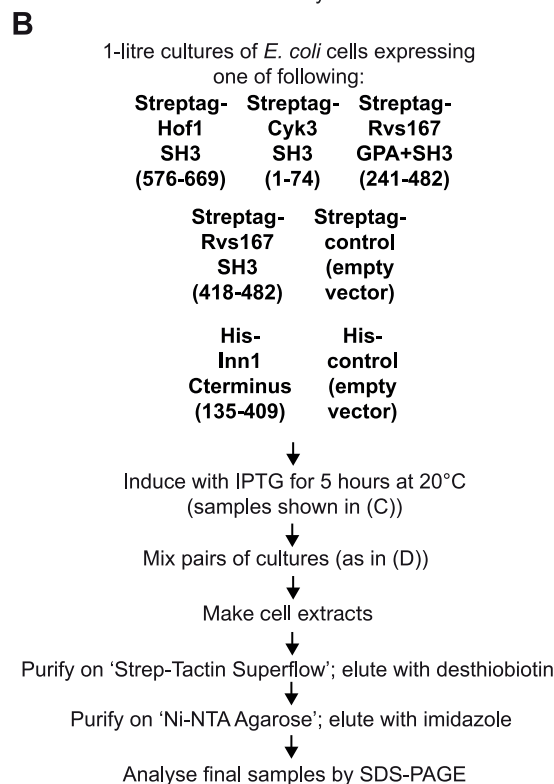 B
1-litre cultures of E. coli cells expressing
one of following:
Streptag- Streptag- Streptag-
Hof1 Cyk3 Rvs167
SH3 SH3 GPA+SH3
(576-669) (1-74) (241-482)
Streptag- Streptag-
Rvs167 control
SH3 (empty
(418-482) vector)
His- His-
Inn1 control
Cterminus (empty
(135-409) vector)
Induce with IPTG for 5 hours at 20°C
(samples shown in (C))
Mix pairs of cultures (as in (D))
Make cell extracts
Purify on ‘Strep-Tactin Superflow’; elute with desthiobiotin
Purify on ‘Ni-NTA Agarose’; elute with imidazole
Analyse final samples by SDS-PAGE